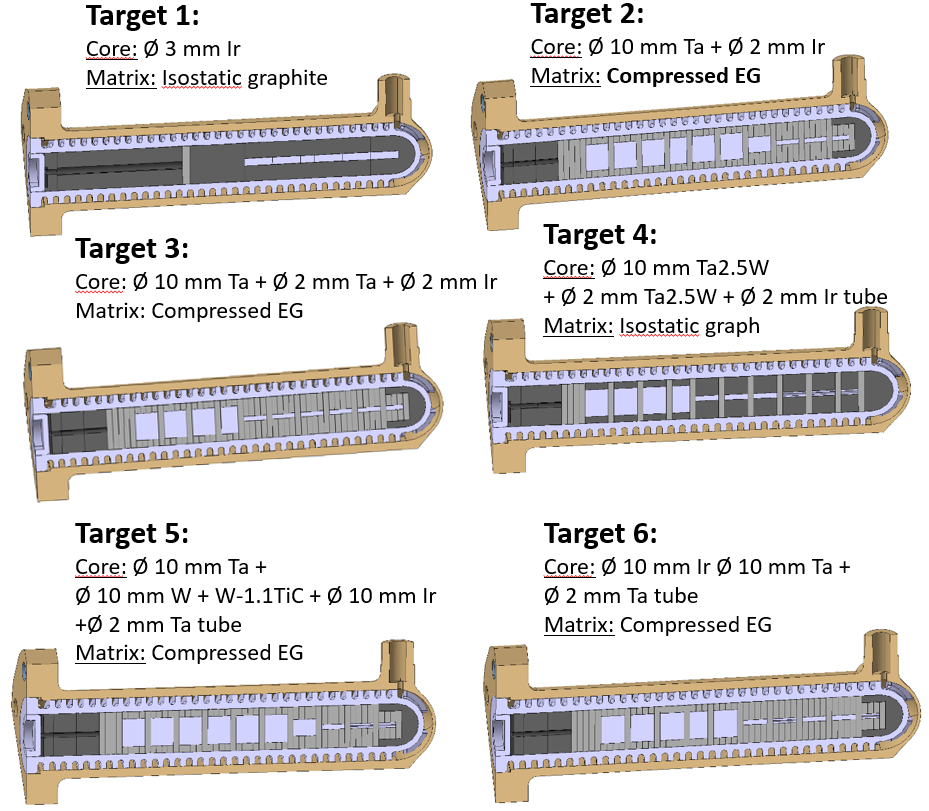 Target 1:
Core: Ø 3 mm Ir
Matrix: Isostatic graphite
Target 2:
Core: Ø 10 mm Ta + Ø 2 mm Ir
Matrix: Compressed EG
Target 3:
Core: Ø 10 mm Ta + Ø 2 mm Ta + Ø 2 mm Ir
Matrix: Compressed EG
Target 4:
Core: Ø 10 mm Ta2.5W
+ Ø 2 mm Ta2.5W + Ø 2 mm Ir tube
Matrix: Isostatic graph
Target 5:
Core: Ø 10 mm Ta +
Ø 10 mm W + W-1.1TiC + Ø 10 mm Ir
+Ø 2 mm Ta tube
Matrix: Compressed EG
Target 6:
Core: Ø 10 mm Ir Ø 10 mm Ta +
Ø 2 mm Ta tube
Matrix: Compressed EG